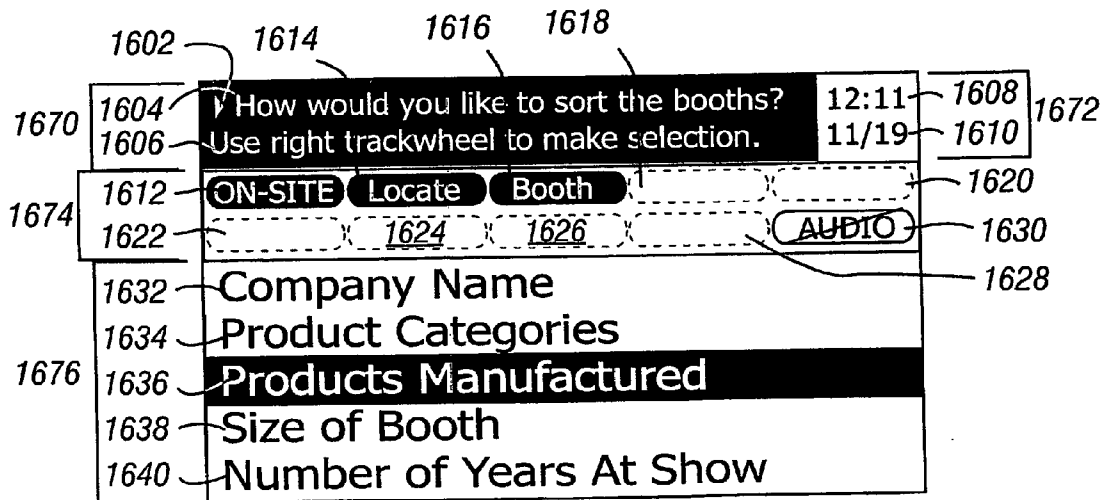 1602 1614 1616 1618
1670 1604 How would you like to sort the booths? 12:11 1608 1672
1606 Use right trackwheel to make selection. 11/19 1610
1674 1612 ON-SITE Locate Booth 1620
1622 1624 1626 AUDIO 1630
1628
1632 Company Name
1634 Product Categories
1676 1636 Products Manufactured
1638 Size of Booth
1640 Number of Years At Show